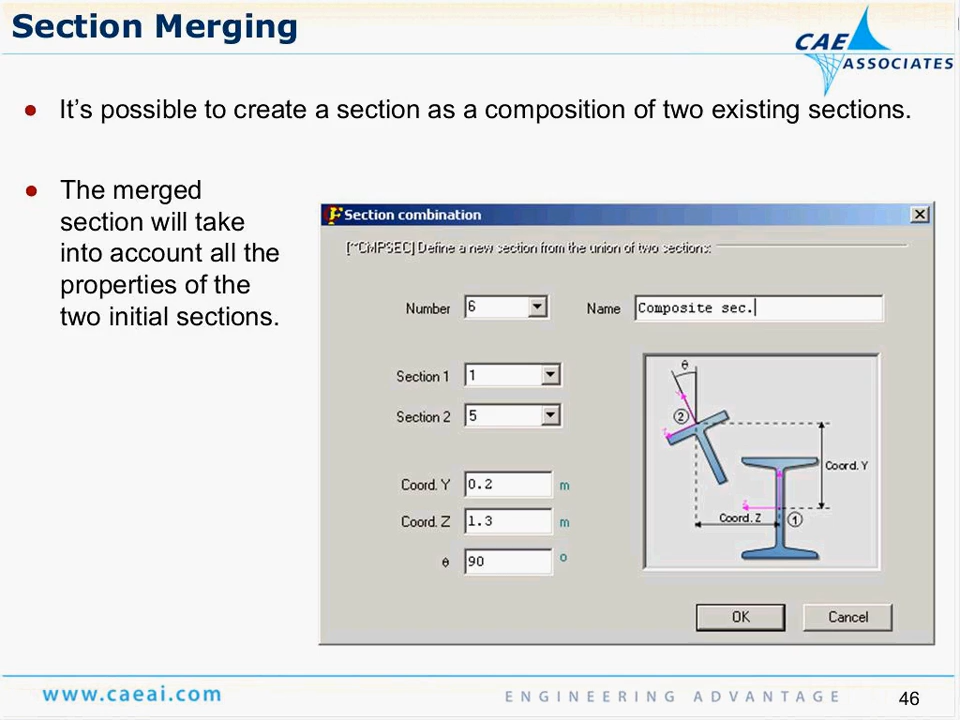 Section Merging
CAE
ASSOCIATES
● It’s possible to create a section as a composition of two existing sections.
● The merged
section will take
into account all the
properties of the
two initial sections.
Section combination
[~CMPSEC] Define a new section from the union of two sections:
Number 6 Name Composite sec.
Section 1 1
Section 2 5
Coord. Y 0.2 m
Coord. Z 1.3 m
θ 90 º
θ
Y
2
Z
Coord. Y
Z
Coord. Z 1
OK Cancel
www.caeai.com
ENGINEERING ADVANTAGE
46